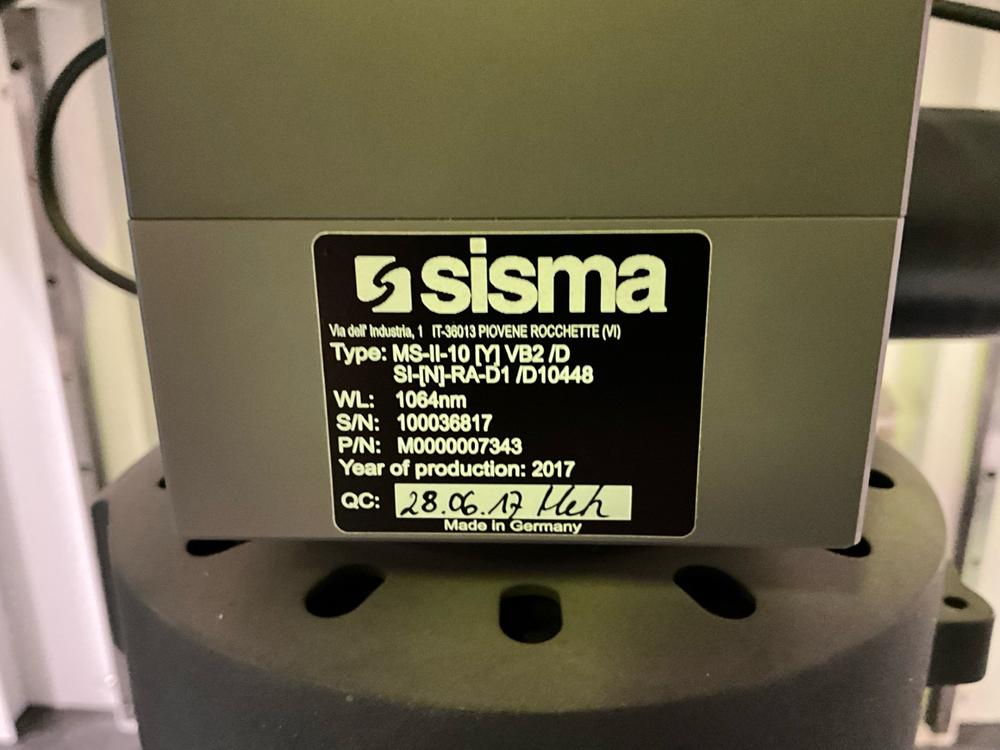 sisma
Via dell' Industria, 1 IT-36013 PIOVENE ROCCHETTE (VI)
Type: MS-II-10 [Y] VB2 /D
SI-[N]-RA-D1 /D10448
WL: 1064nm
S/N: 100036817
P/N: M0000007343
Year of production: 2017
QC: 28.06.17
Made in Germany